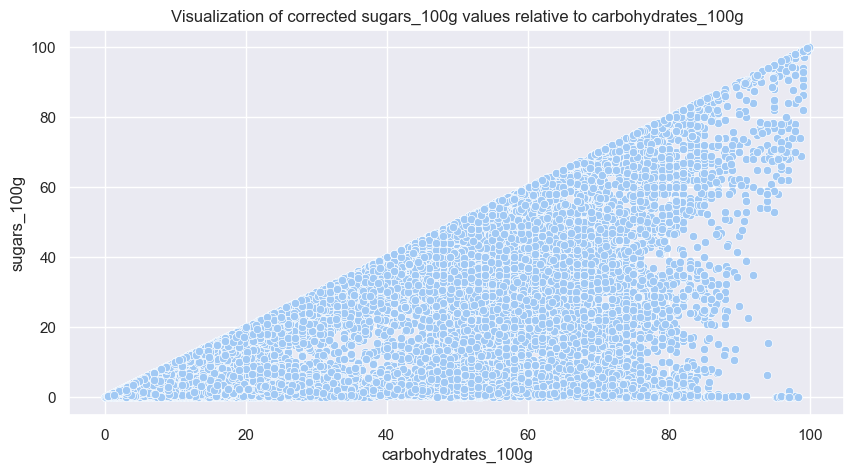 Visualization of corrected sugars_100g values relative to carbohydrates_100g
100
80
60
40
20
0
sugars_100g
0 20 40 60 80 100
carbohydrates_100g